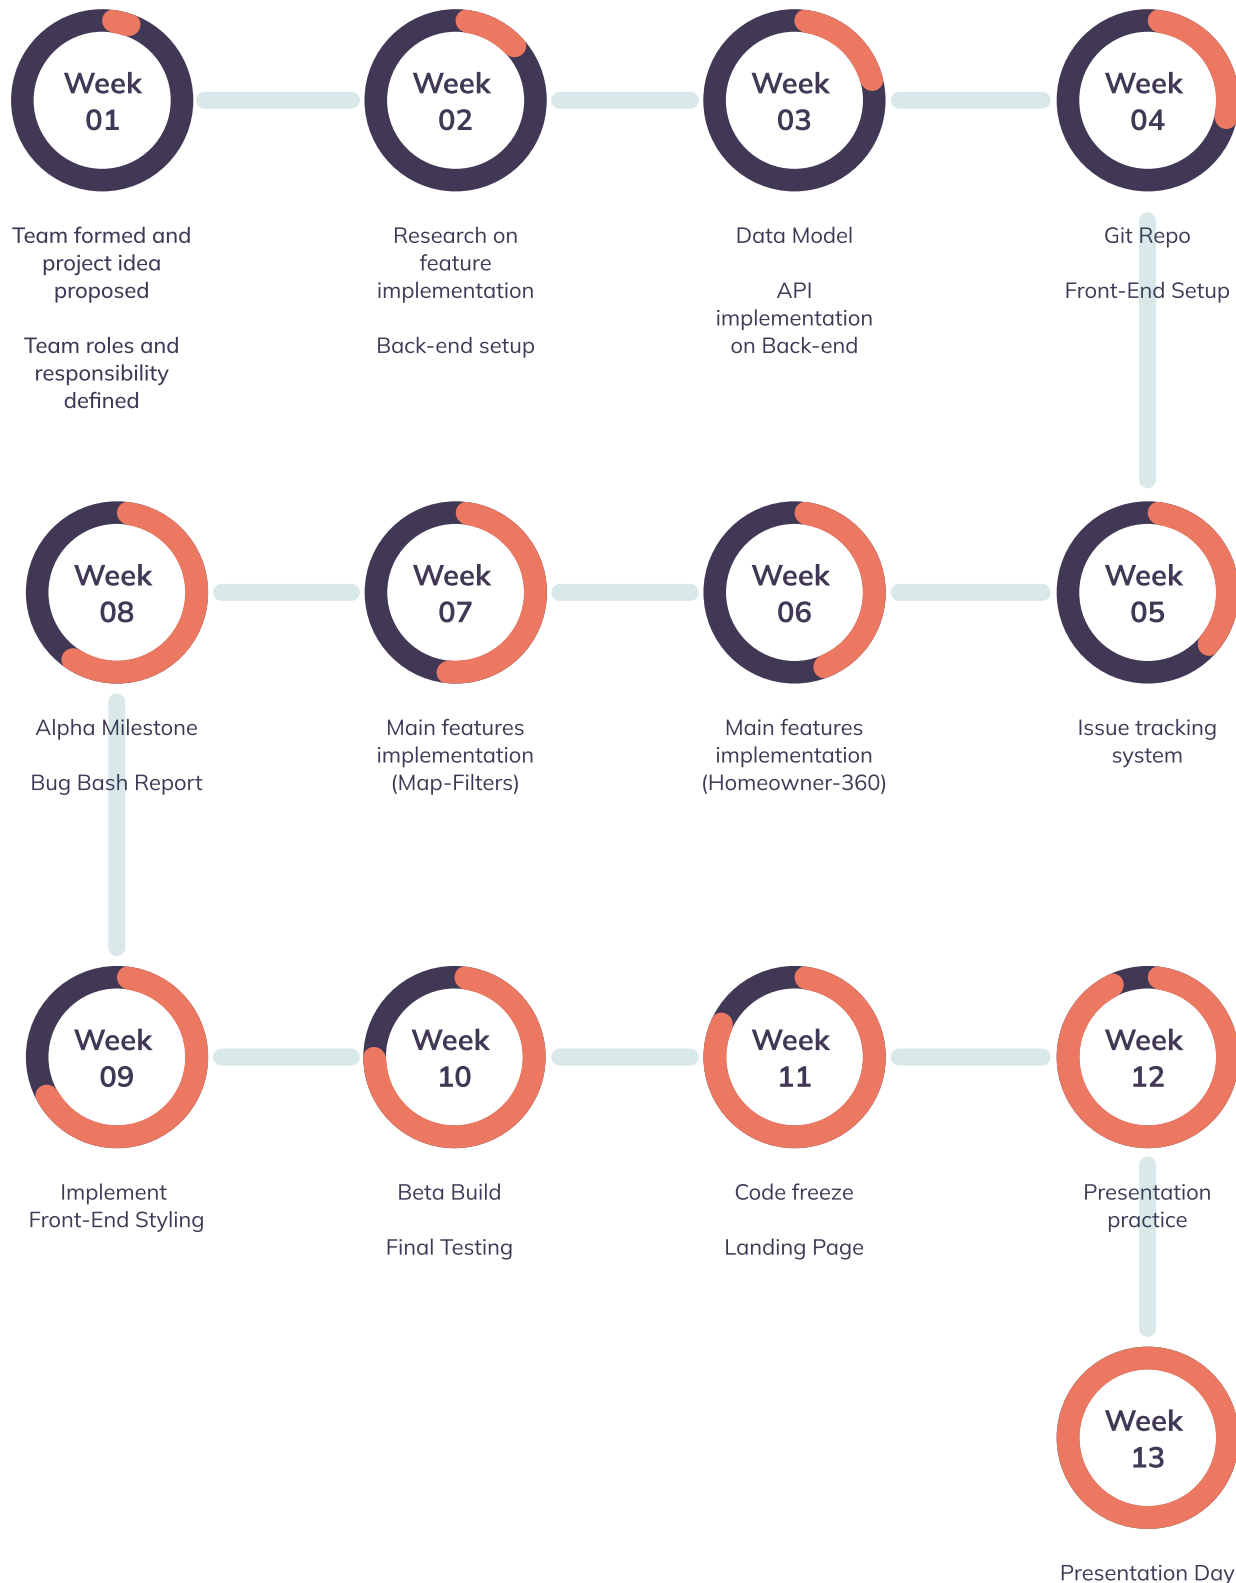 Week
01
Team formed and
project idea
proposed
Team roles and
responsibility
defined
Week
02
Research on
feature
implementation
Back-end setup
Week
03
Data Model
API
implementation
on Back-end
Week
04
Git Repo
Front-End Setup
Week
05
Issue tracking
system
Week
06
Main features
implementation
(Homeowner-360)
Week
07
Main features
implementation
(Map-Filters)
Week
08
Alpha Milestone
Bug Bash Report
Week
09
Implement
Front-End Styling
Week
10
Beta Build
Final Testing
Week
11
Code freeze
Landing Page
Week
12
Presentation
practice
Week
13
Presentation Day